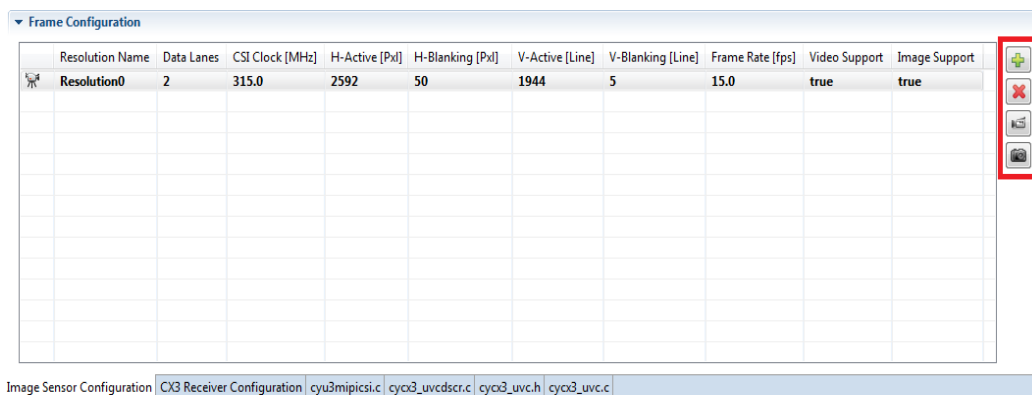 Frame Configuration
Resolution Name Data Lanes CSI Clock [MHz] H-Active [Pxl] H-Blanking [Pxl] V-Active [Line] V-Blanking [Line] Frame Rate [fps] Video Support Image Support
Resolution0 2 315.0 2592 50 1944 5 15.0 true true
Image Sensor Configuration CX3 Receiver Configuration cyu3mipicsi.c cycx3_uvcdscr.c cycx3_uvc.h cycx3_uvc.c